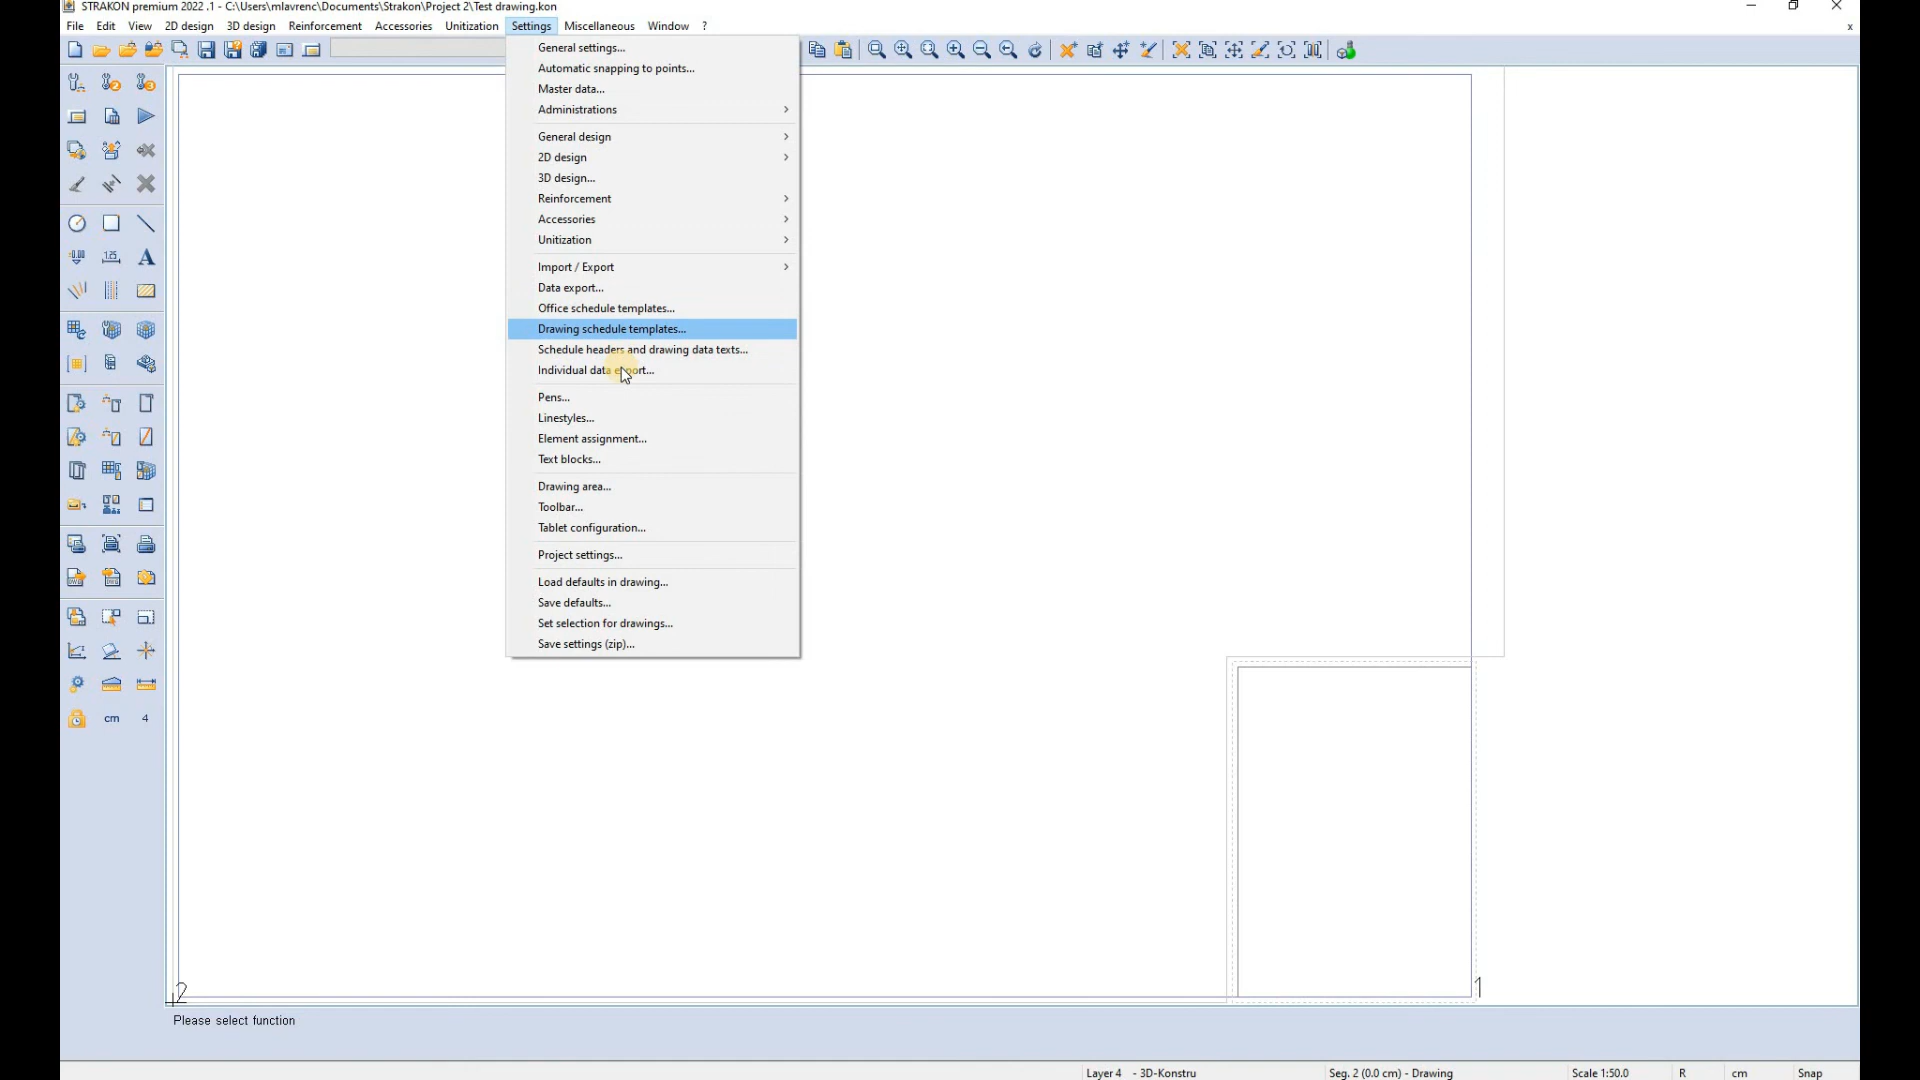 STRAKON premium 2022 .1 - C:\Users\mlavrenc\Documents\Strakon\Project 2\Test drawing.kon
File Edit View 2D design 3D design Reinforcement Accessories Unitization Settings Miscellaneous Window ?
x
General settings...
Automatic snapping to points...
Master data...
Administrations
General design
2D design
3D design...
Reinforcement
Accessories
Unitization
Import / Export
Data export...
Office schedule templates...
Drawing schedule templates...
Schedule headers and drawing data texts...
Individual data export...
Pens...
Linestyles...
Element assignment...
Text blocks...
Drawing area...
Toolbar...
Tablet configuration...
Project settings...
Load defaults in drawing...
Save defaults...
Set selection for drawings...
Save settings (zip)...
cm 4
2
1
Please select function
Layer 4 - 3D-Konstru Seg. 2 (0.0 cm) - Drawing Scale 1:50.0 R cm Snap